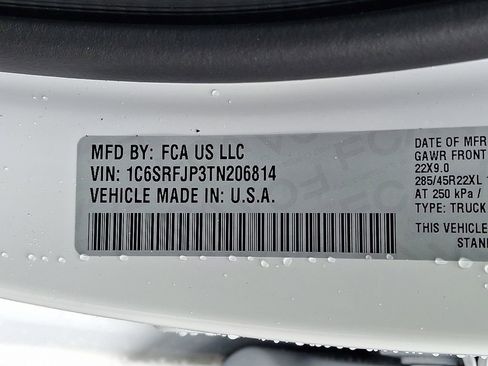 MFD BY: FCA US LLC
VIN: 1C6SRFJP3TN206814
VEHICLE MADE IN: U.S.A.
DATE OF MFR
GAWR FRONT
22X9.0
285/45R22XL
AT 250 kPa /
TYPE: TRUCK
THIS VEHICLE
STAN